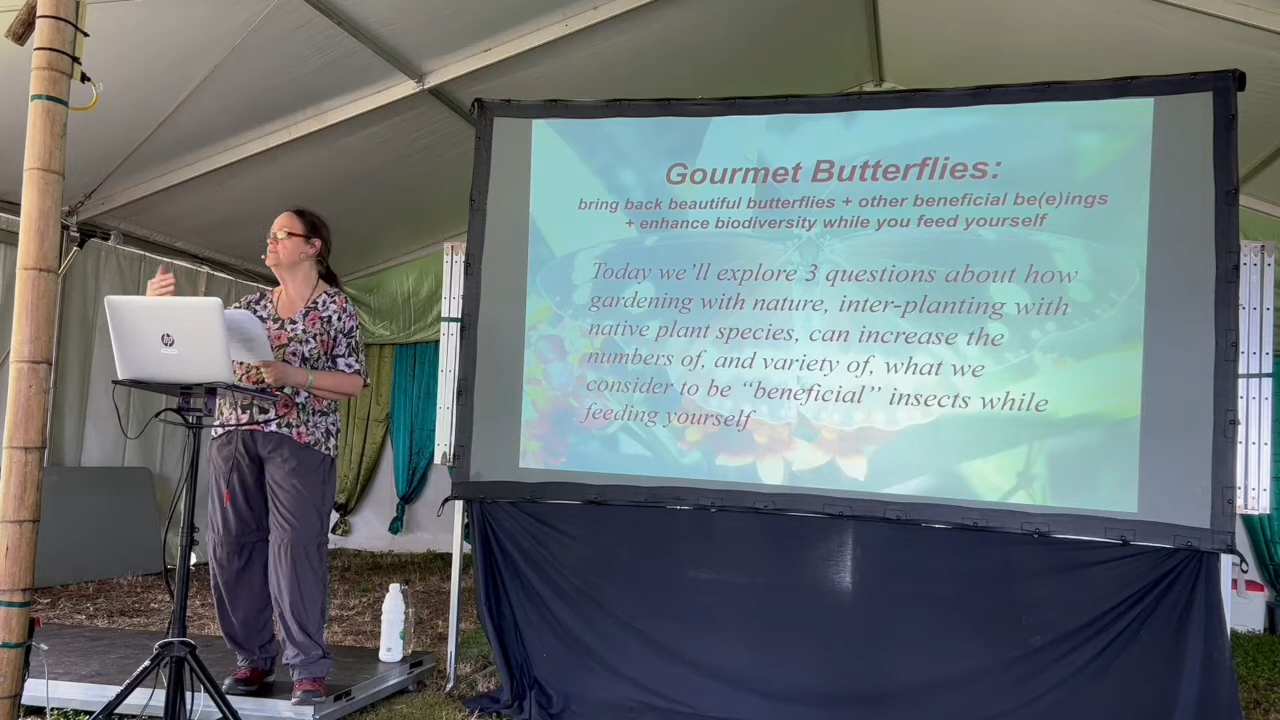 Gourmet Butterflies:
bring back beautiful butterflies + other beneficial be(e)ings
+ enhance biodiversity while you feed yourself
Today we'll explore 3 questions about how
gardening with nature, inter-planting with
native plant species, can increase the
numbers of, and variety of, what we
consider to be “beneficial” insects while
feeding yourself
hp